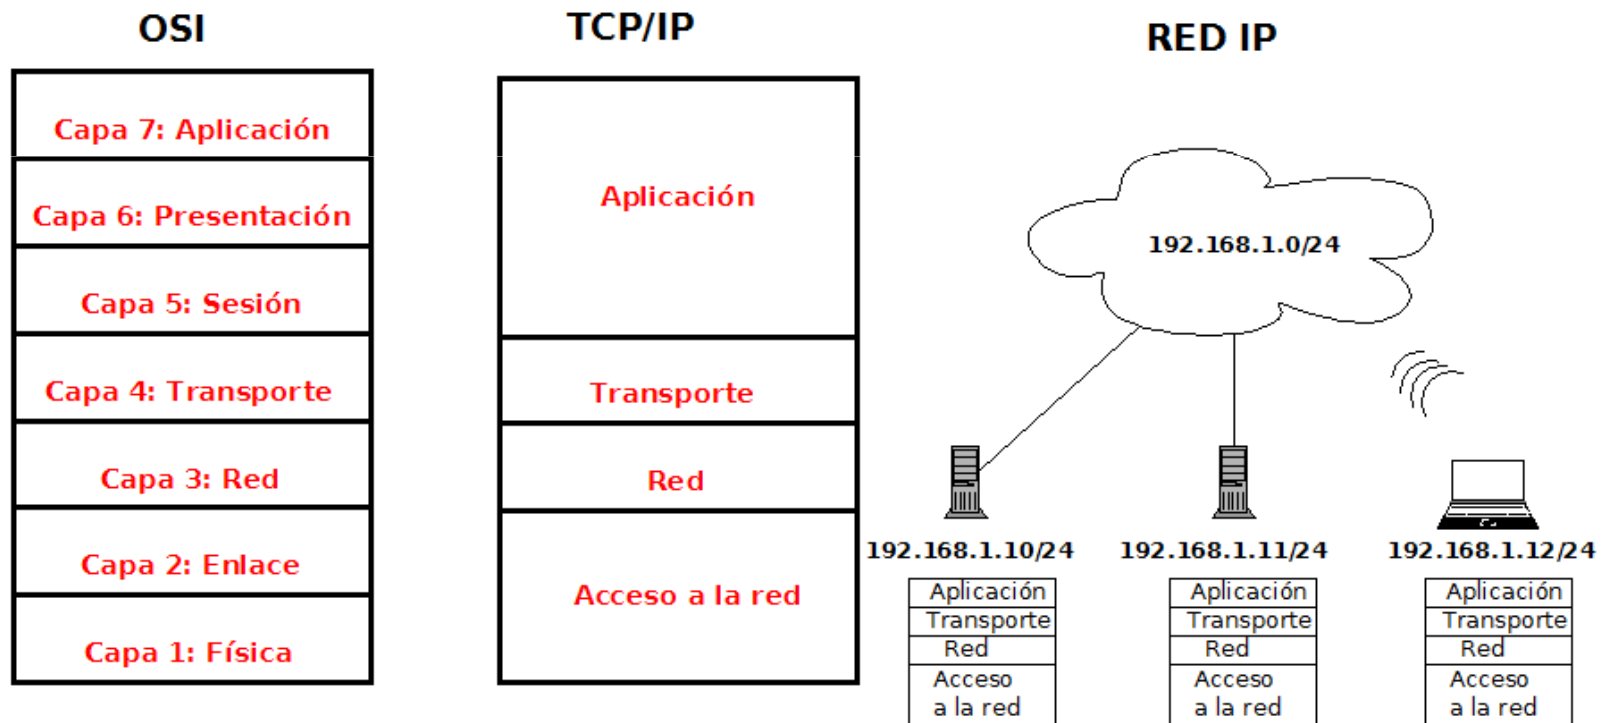 OSI
Capa 7: Aplicación
Capa 6: Presentación
Capa 5: Sesión
Capa 4: Transporte
Capa 3: Red
Capa 2: Enlace
Capa 1: Física
TCP/IP
Aplicación
Transporte
Red
Acceso a la red
RED IP
192.168.1.0/24
192.168.1.10/24
Aplicación
Transporte
Red
Acceso
a la red
192.168.1.11/24
Aplicación
Transporte
Red
Acceso
a la red
192.168.1.12/24
Aplicación
Transporte
Red
Acceso
a la red